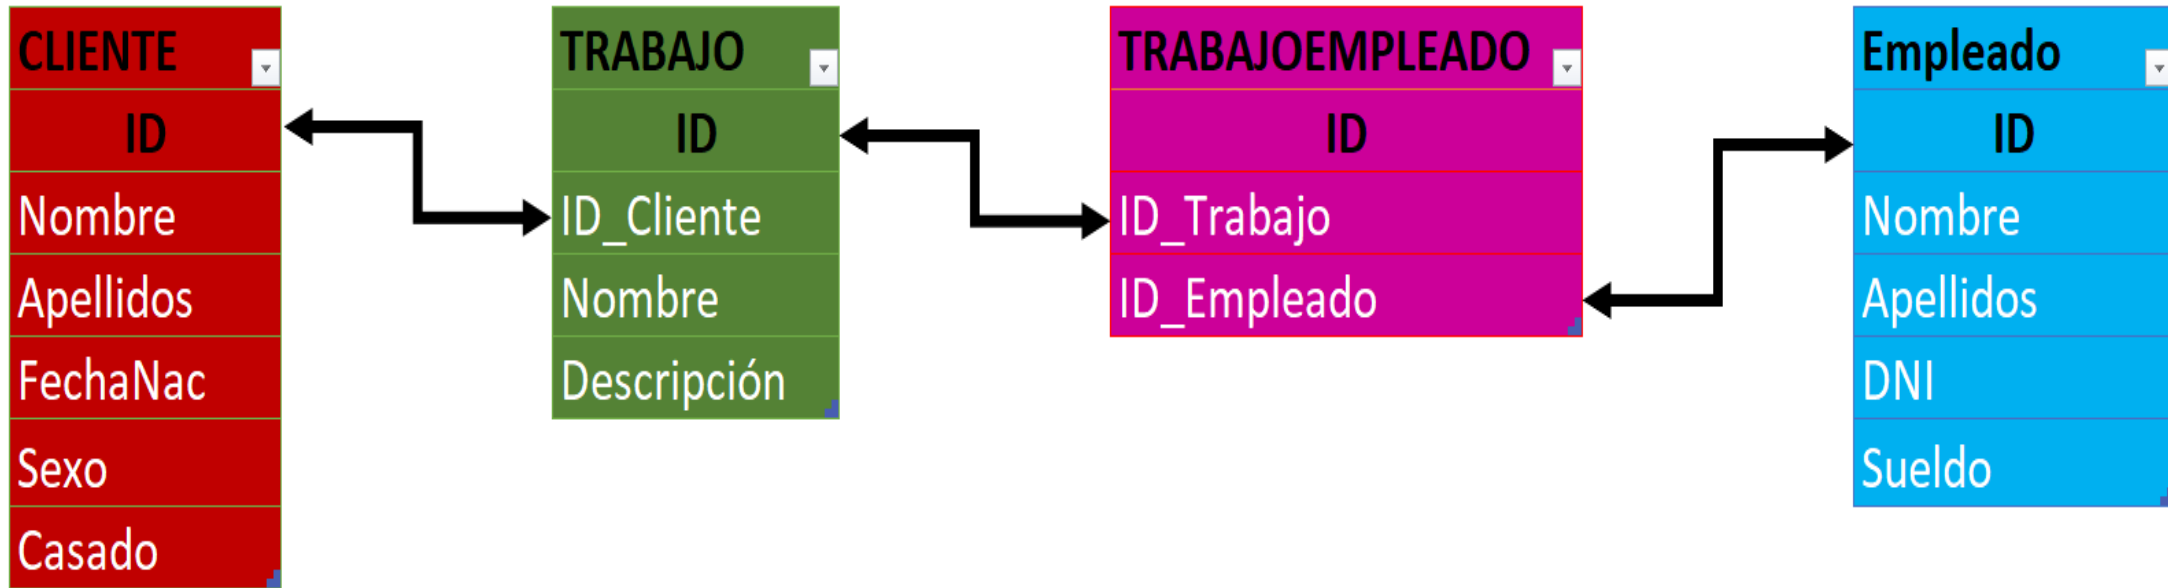 CLIENTE
ID
Nombre
Apellidos
FechaNac
Sexo
Casado
TRABAJO
ID
ID_Cliente
Nombre
Descripción
TRABAJOEMPLEADO
ID
ID_Trabajo
ID_Empleado
Empleado
ID
Nombre
Apellidos
DNI
Sueldo